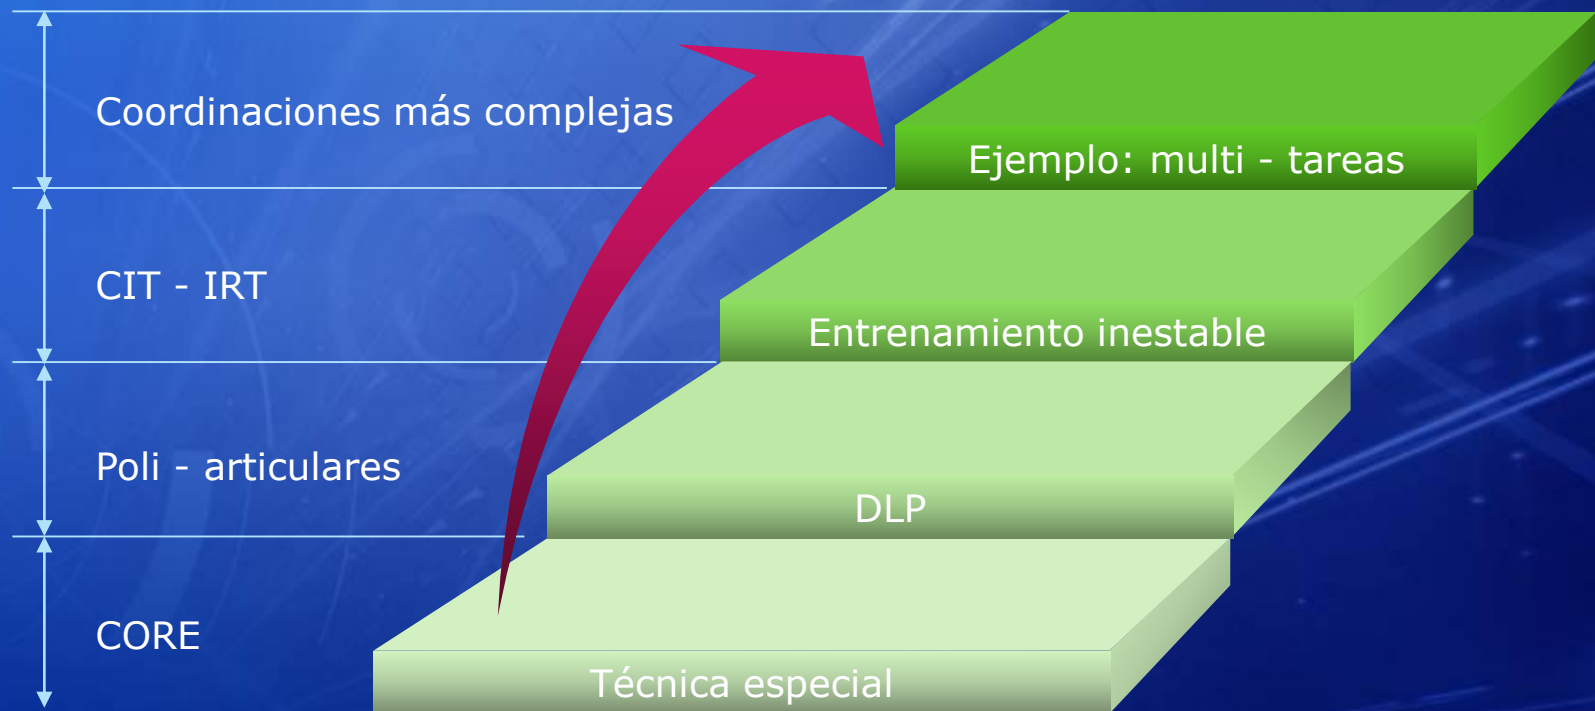 Coordinaciones más complejas
Ejemplo: multi - tareas
CIT - IRT
Entrenamiento inestable
Poli - articulares
DLP
CORE
Técnica especial